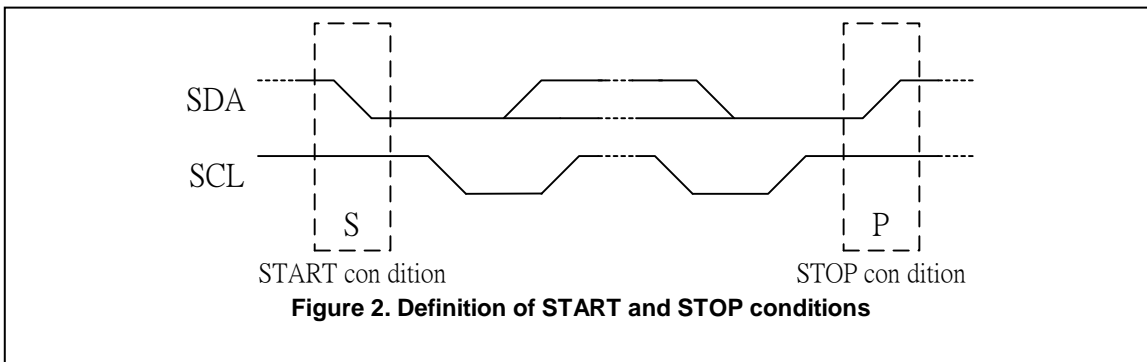 SDA
SCL
S
P
START con dition
STOP con dition
Figure 2. Definition of START and STOP conditions